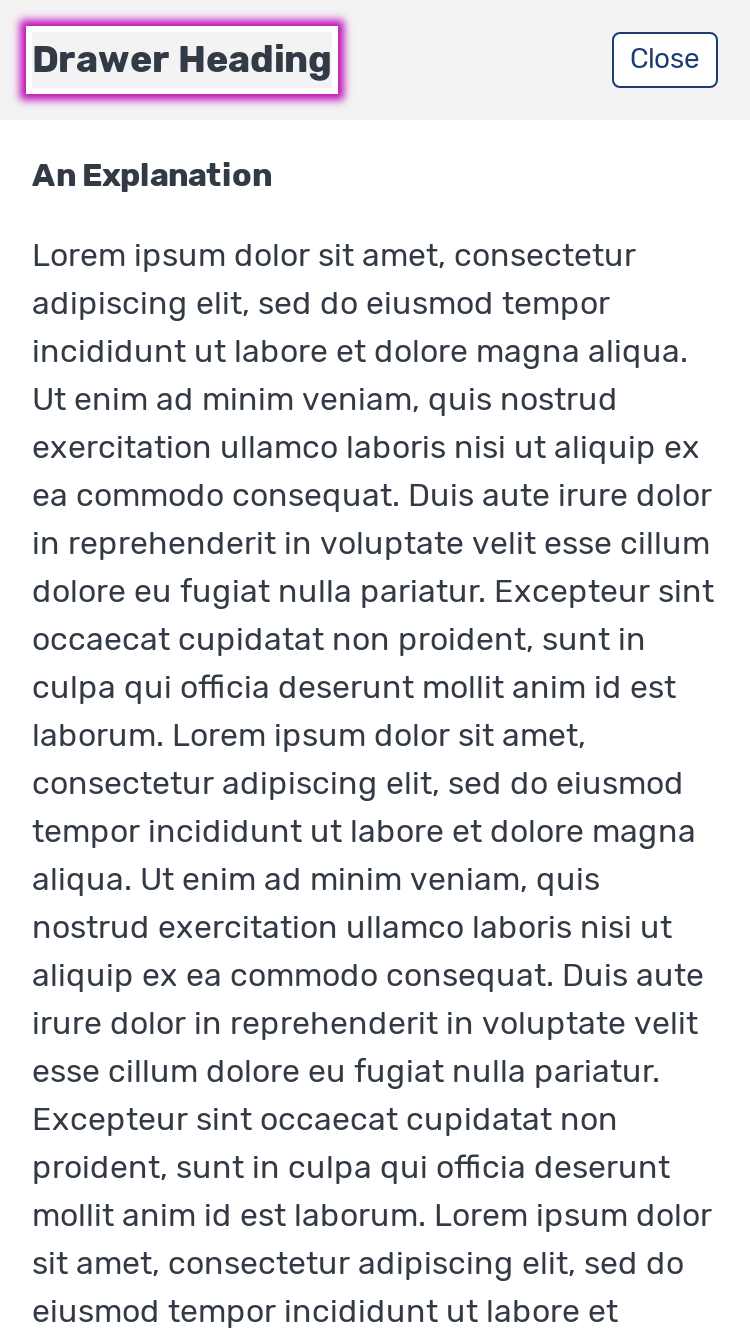 Drawer Heading
Close
An Explanation
Lorem ipsum dolor sit amet, consectetur
adipiscing elit, sed do eiusmod tempor
incididunt ut labore et dolore magna aliqua.
Ut enim ad minim veniam, quis nostrud
exercitation ullamco laboris nisi ut aliquip ex
ea commodo consequat. Duis aute irure dolor
in reprehenderit in voluptate velit esse cillum
dolore eu fugiat nulla pariatur. Excepteur sint
occaecat cupidatat non proident, sunt in
culpa qui officia deserunt mollit anim id est
laborum. Lorem ipsum dolor sit amet,
consectetur adipiscing elit, sed do eiusmod
tempor incididunt ut labore et dolore magna
aliqua. Ut enim ad minim veniam, quis
nostrud exercitation ullamco laboris nisi ut
aliquip ex ea commodo consequat. Duis aute
irure dolor in reprehenderit in voluptate velit
esse cillum dolore eu fugiat nulla pariatur.
Excepteur sint occaecat cupidatat non
proident, sunt in culpa qui officia deserunt
mollit anim id est laborum. Lorem ipsum dolor
sit amet, consectetur adipiscing elit, sed do
eiusmod tempor incididunt ut labore et